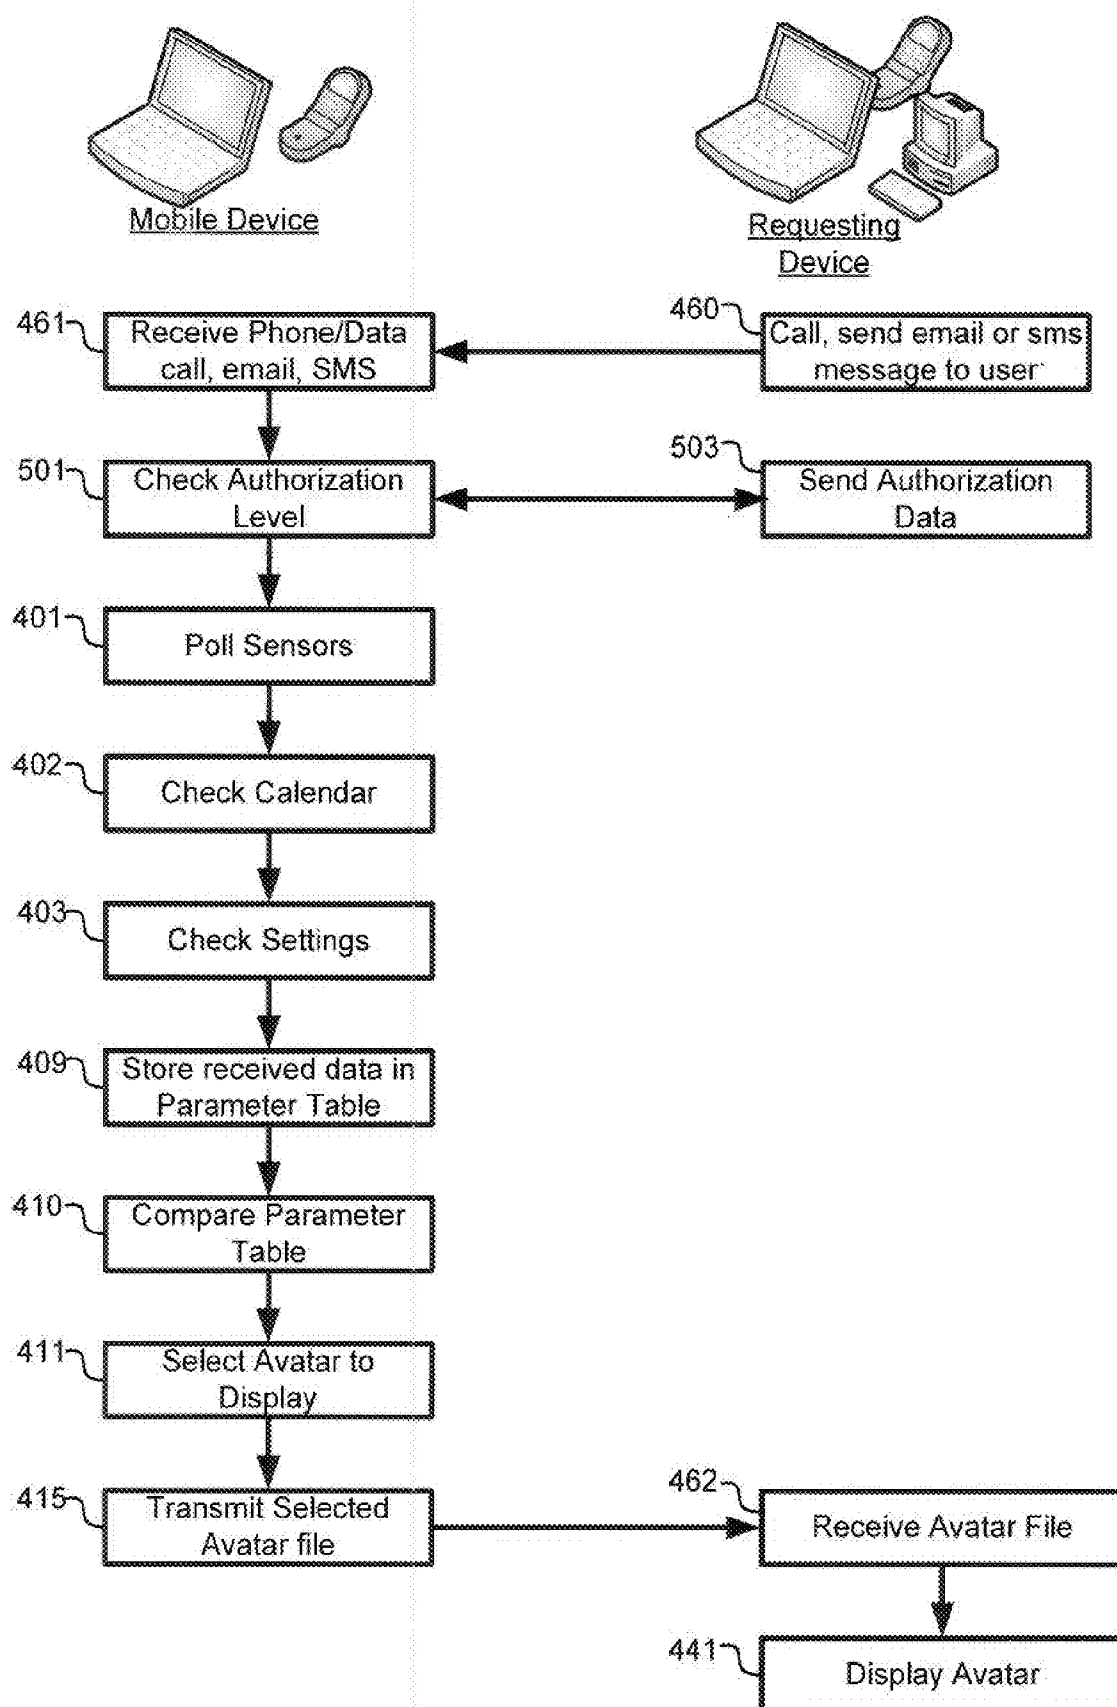 Mobile Device
Requesting
Device
461
Receive Phone/Data
call, email, SMS
460
Call, send email or sms
message to user
501
Check Authorization
Level
503
Send Authorization
Data
401
Poll Sensors
402
Check Calendar
403
Check Settings
409
Store received data in
Parameter Table
410
Compare Parameter
Table
411
Select Avatar to
Display
415
Transmit Selected
Avatar file
462
Receive Avatar File
441
Display Avatar